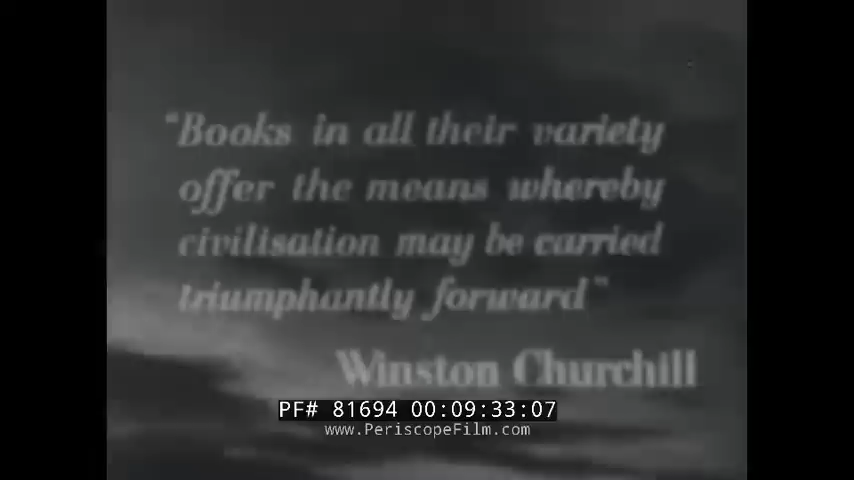 "Books in all their variety
offer the means whereby
civilisation may be carried
triumphantly forward"
Winston Churchill
PF# 81694 00:09:33:07
www.PeriscopeFilm.com